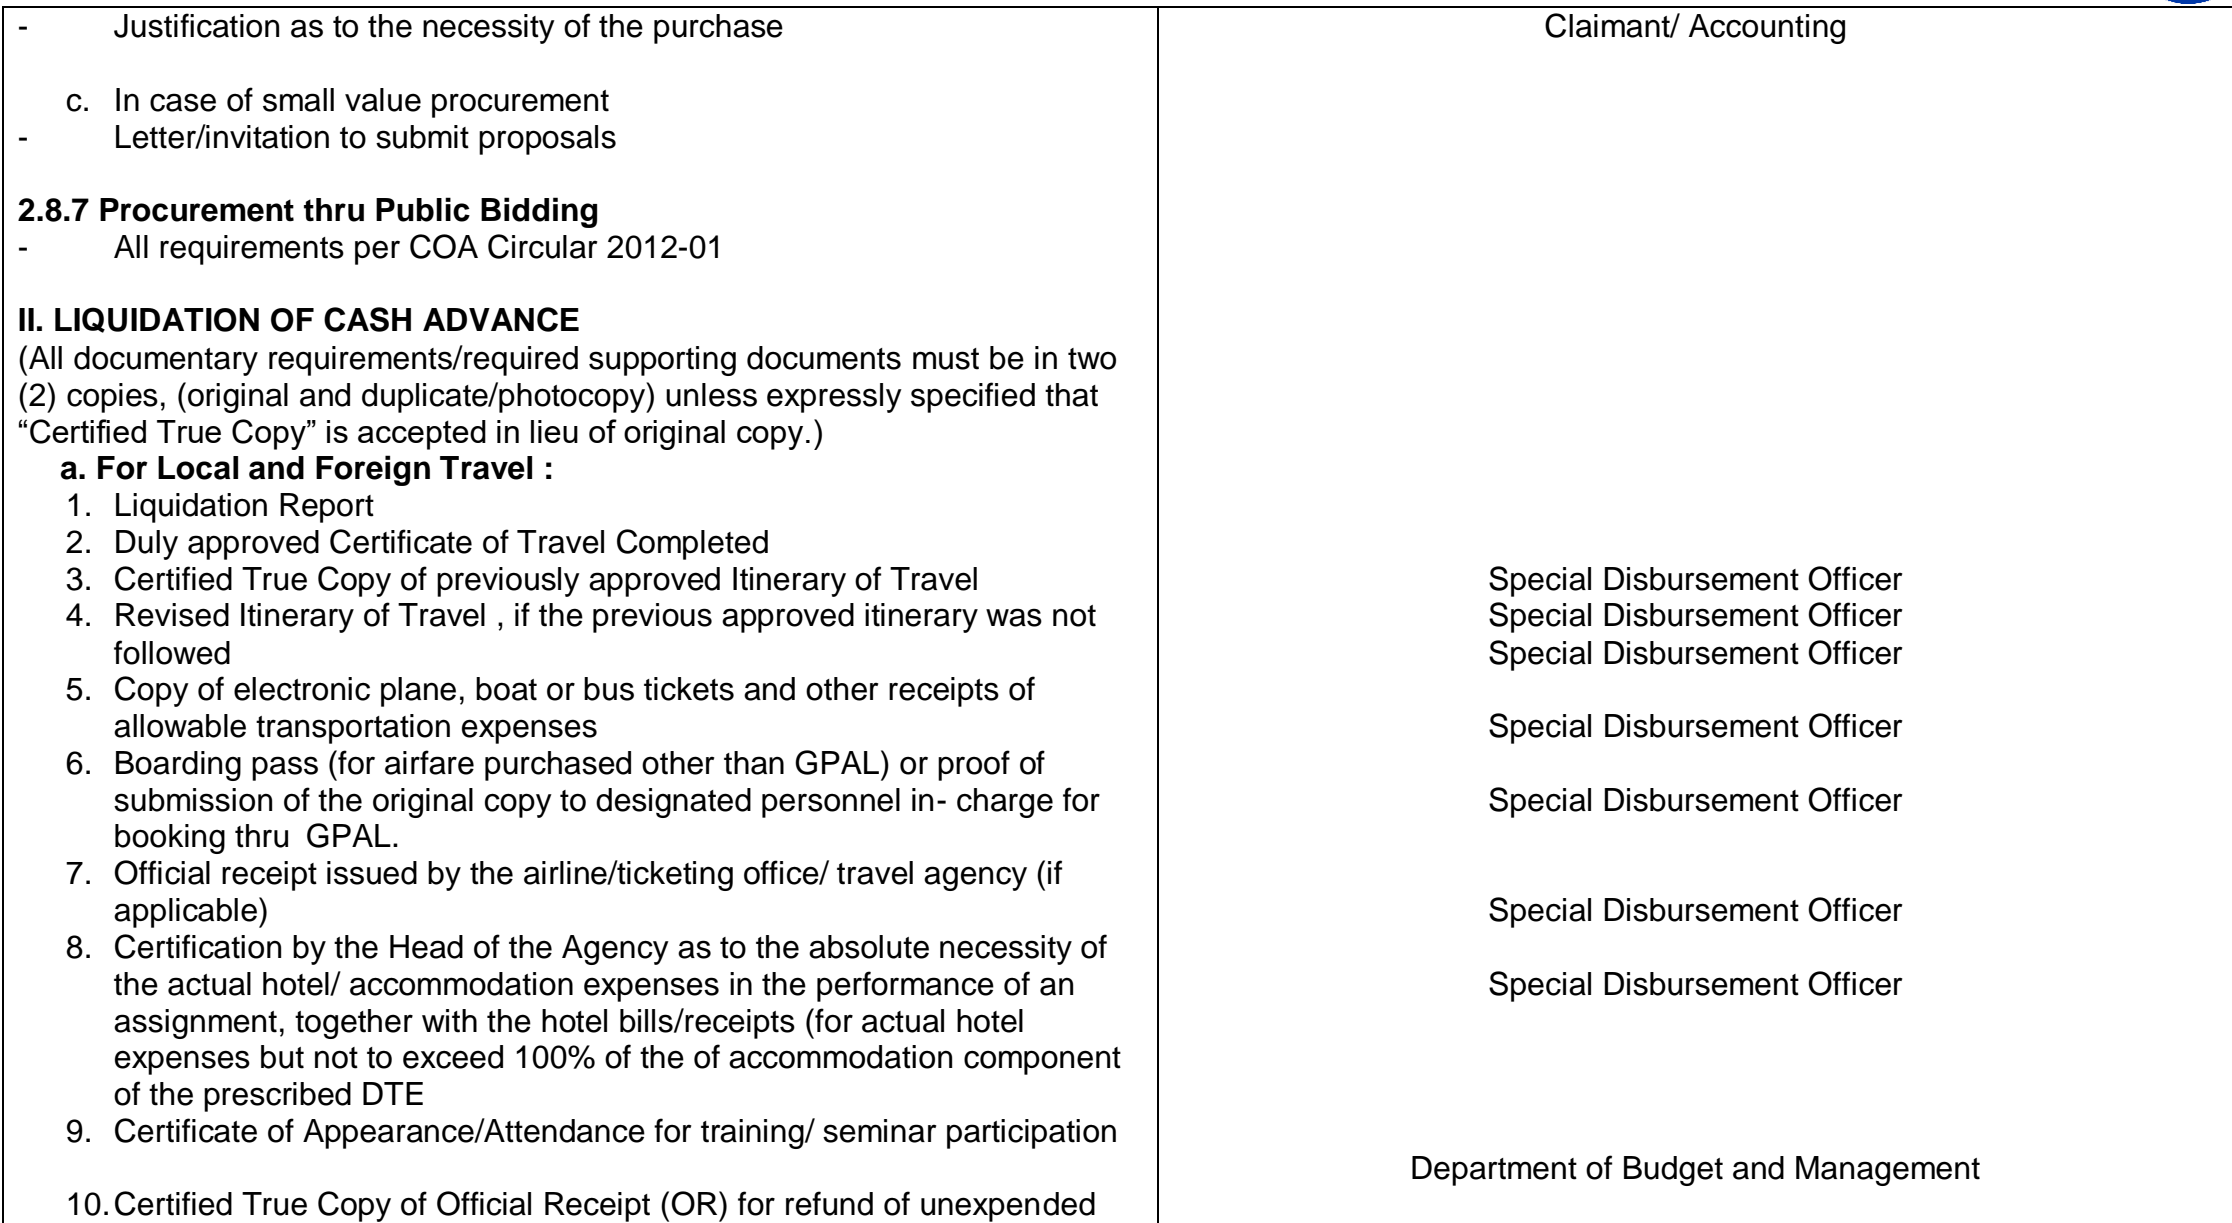 - Justification as to the necessity of the purchase
c. In case of small value procurement
- Letter/invitation to submit proposals
2.8.7 Procurement thru Public Bidding
- All requirements per COA Circular 2012-01
II. LIQUIDATION OF CASH ADVANCE
(All documentary requirements/required supporting documents must be in two
(2) copies, (original and duplicate/photocopy) unless expressly specified that
“Certified True Copy” is accepted in lieu of original copy.)
a. For Local and Foreign Travel :
1. Liquidation Report
2. Duly approved Certificate of Travel Completed
3. Certified True Copy of previously approved Itinerary of Travel
4. Revised Itinerary of Travel , if the previous approved itinerary was not
followed
5. Copy of electronic plane, boat or bus tickets and other receipts of
allowable transportation expenses
6. Boarding pass (for airfare purchased other than GPAL) or proof of
submission of the original copy to designated personnel in- charge for
booking thru GPAL.
7. Official receipt issued by the airline/ticketing office/ travel agency (if
applicable)
8. Certification by the Head of the Agency as to the absolute necessity of
the actual hotel/ accommodation expenses in the performance of an
assignment, together with the hotel bills/receipts (for actual hotel
expenses but not to exceed 100% of the of accommodation component
of the prescribed DTE
9. Certificate of Appearance/Attendance for training/ seminar participation
10. Certified True Copy of Official Receipt (OR) for refund of unexpended
Claimant/ Accounting
Special Disbursement Officer
Special Disbursement Officer
Special Disbursement Officer
Special Disbursement Officer
Special Disbursement Officer
Special Disbursement Officer
Special Disbursement Officer
Department of Budget and Management